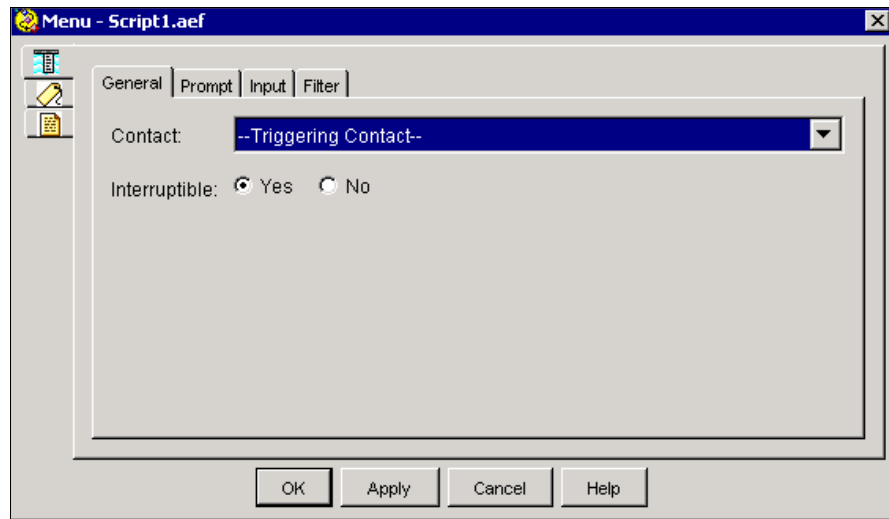 Menu - Script1.aef
General Prompt Input Filter
Contact: --Triggering Contact--
Interruptible: Yes No
OK Apply Cancel Help